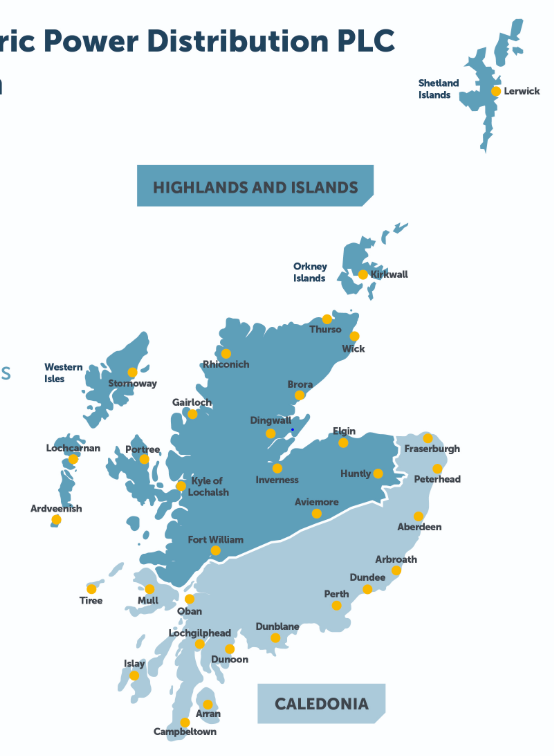 ric Power Distribution PLC
Shetland
Islands
Lerwick
HIGHLANDS AND ISLANDS
Orkney
Islands
Kirkwall
Thurso
Wick
Rhiconich
Western
Isles
s
Stornoway
Brora
Gairloch
Dingwall
Elgin
Lochcarnan
Portree
Fraserburgh
Inverness
Huntly
Peterhead
Kyle of
Lochalsh
Ardveenish
Aviemore
Aberdeen
Fort William
Arbroath
Dundee
Tiree
Mull
Perth
Oban
Dunblane
Lochgilphead
Dunoon
Islay
Arran
CALEDONIA
Campbeltown